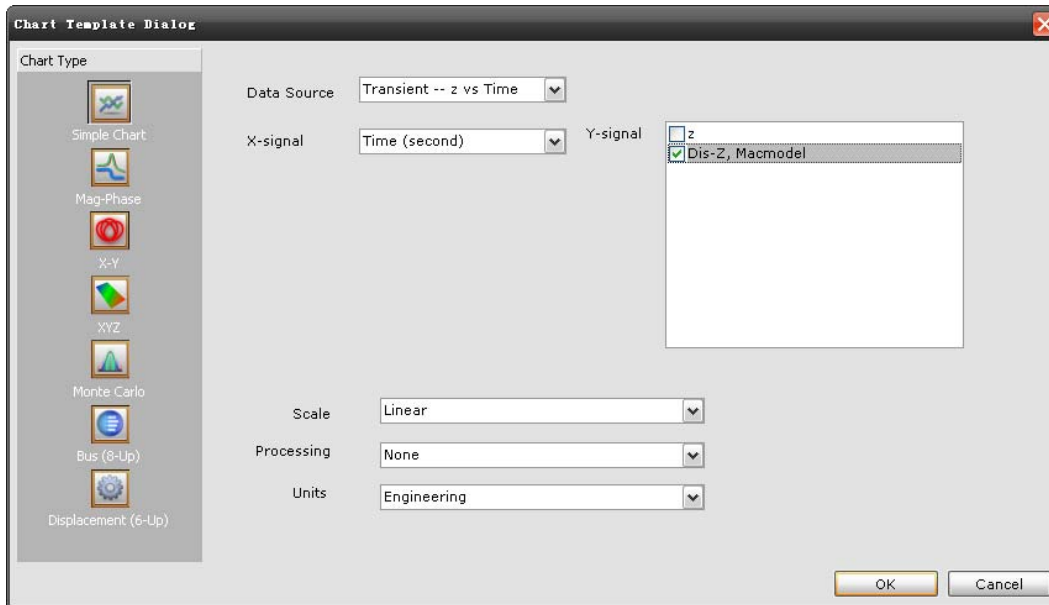 Chart Template Dialog
Chart Type
Simple Chart
Mag-Phase
X-Y
XYZ
Monte Carlo
Bus (8-Up)
Displacement (6-Up)
Data Source
Transient -- z vs Time
X-signal
Time (second)
Y-signal
z
Dis-Z, Macmodel
Scale
Linear
Processing
None
Units
Engineering
OK
Cancel